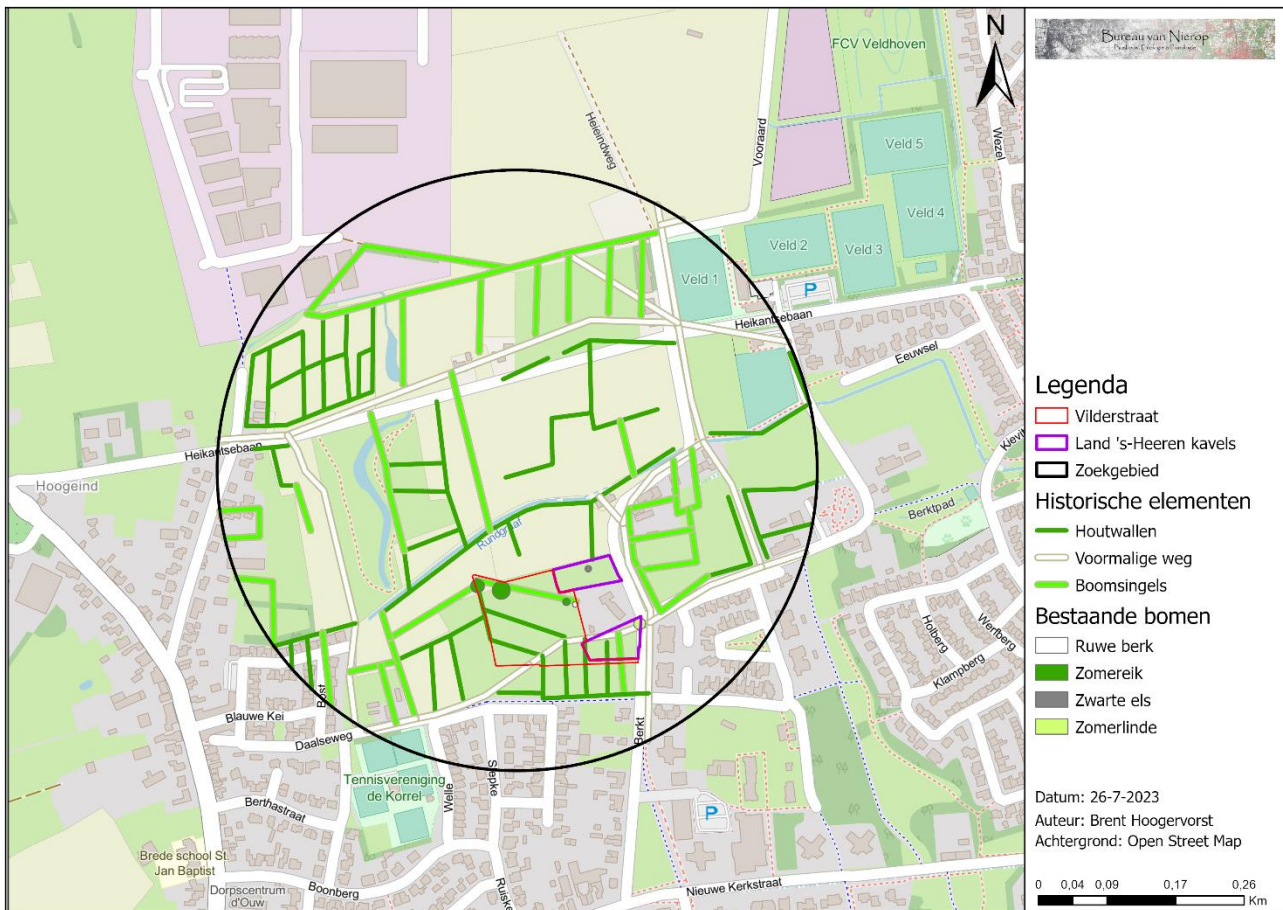 FCV Veldhoven
N
Heieindweg
Vooraard
Wezel
Veld 5
Veld 4
Veld 2
Veld 3
Veld 1
P
Heikantsebaan
Eeuwsel
Kievit
Heikantsebaan
Hoogeind
Berktpad
Rundgraaf
Holberg
Werfberg
Klampberg
Bost
Blauwe Kei
Daalseweg
Berkt
Tennisvereniging
de Korrel
Welle
Slepke
Berthastraat
P
Brede school St.
Jan Baptist
Dorpscentrum
d'Ouw
Boonberg
Ruiske
Nieuwe Kerkstraat
Bureau van Nierop
Legenda
Vilderstraat
Land 's-Heeren kavels
Zoekgebied
Historische elementen
Houtwallen
Voormalige weg
Boomsingels
Bestaande bomen
Ruwe berk
Zomereik
Zwarte els
Zomerlinde
Datum: 26-7-2023
Auteur: Brent Hoogervorst
Achtergrond: Open Street Map
0 0,04 0,09 0,17 0,26
Km